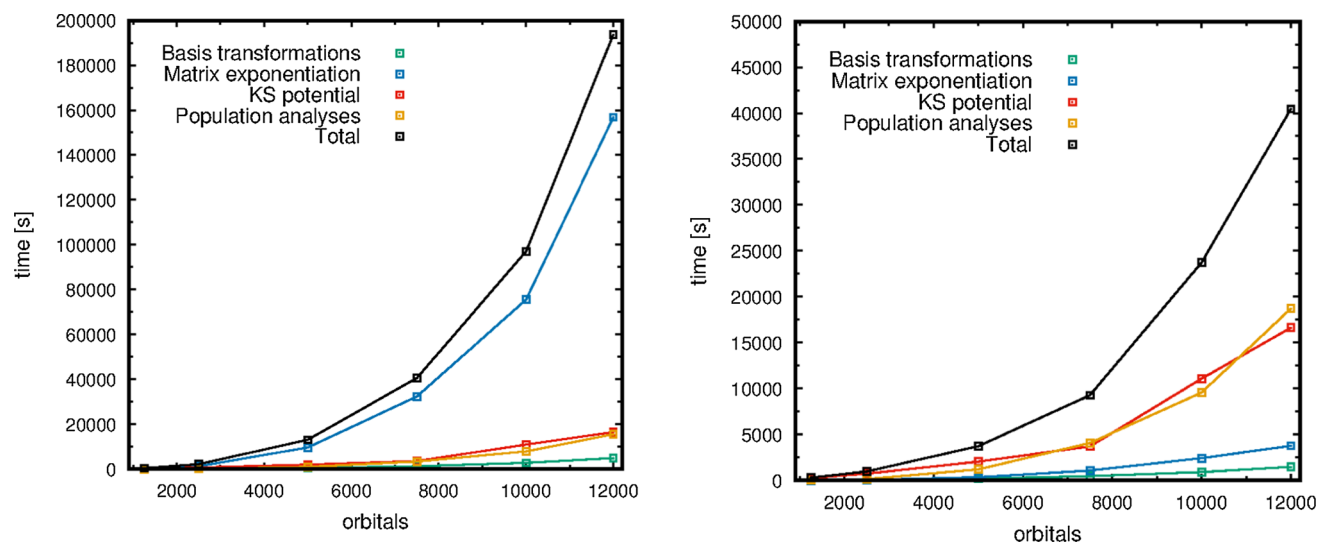 200000
180000
160000
140000
120000
100000
80000
60000
40000
20000
0
time [s]
Basis transformations
Matrix exponentiation
KS potential
Population analyses
Total
2000 4000 6000 8000 10000 12000
orbitals
50000
45000
40000
35000
30000
25000
20000
15000
10000
5000
0
time [s]
Basis transformations
Matrix exponentiation
KS potential
Population analyses
Total
2000 4000 6000 8000 10000 12000
orbitals